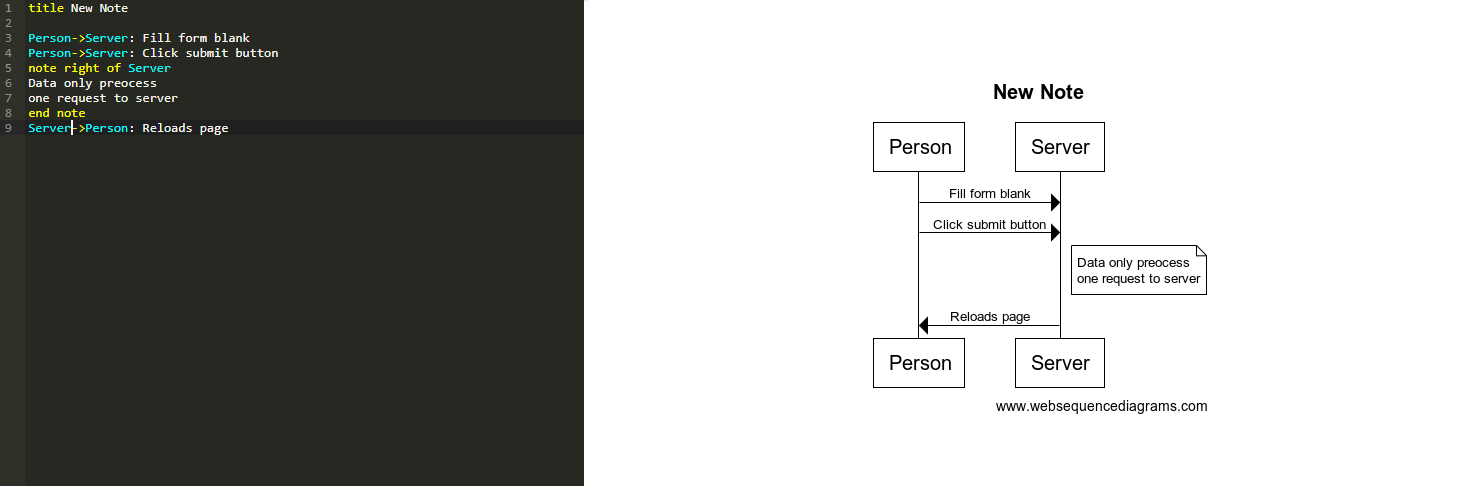 1 title New Note
2
3 Person->Server: Fill form blank
4 Person->Server: Click submit button
5 note right of Server
6 Data only preocess
7 one request to server
8 end note
9 Server->Person: Reloads page
New Note
Person Server
Fill form blank
Click submit button
Data only preocess
one request to server
Reloads page
Person Server
www.websequencediagrams.com